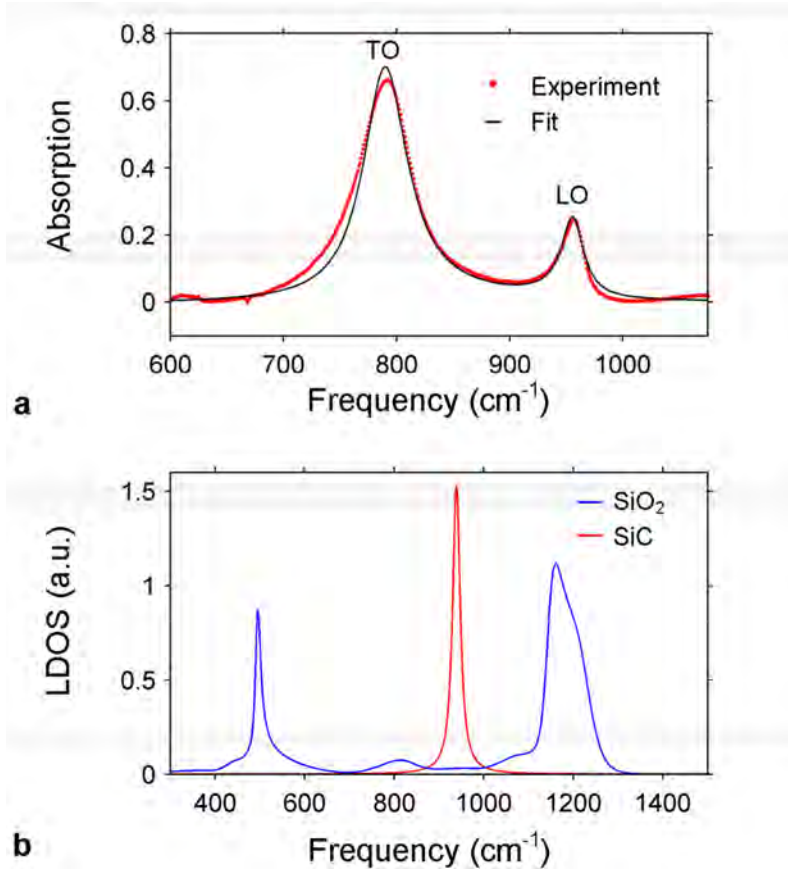 0.8
0.6
0.4
0.2
0
Absorption
TO
LO
Experiment
Fit
600 700 800 900 1000
Frequency (cm⁻¹)
a
1.5
1
0.5
0
LDOS (a.u.)
SiO₂
SiC
400 600 800 1000 1200 1400
Frequency (cm⁻¹)
b